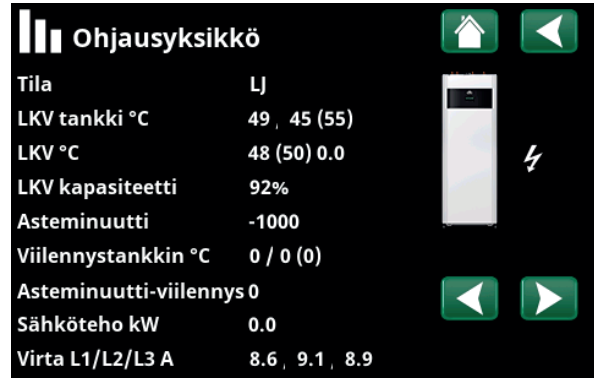 Ohjausyksikkö
Tila LJ
LKV tankki °C 49 , 45 (55)
LKV °C 48 (50) 0.0
LKV kapasiteetti 92%
Asteminuutti -1000
Viilennystankkin °C 0 / 0 (0)
Asteminuutti-viilennys 0
Sähköteho kW 0.0
Virta L1/L2/L3 A 8.6 , 9.1 , 8.9